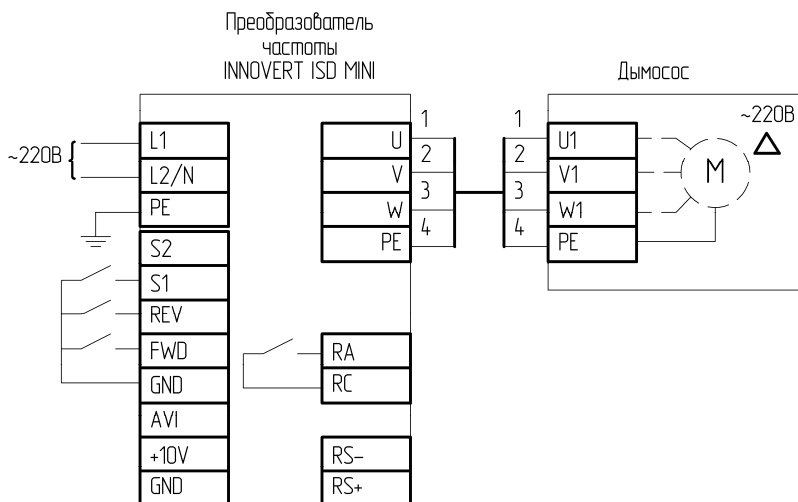 Преобразователь
частоты
INNOVERT ISD MINI
Дымосос
~220В
L1
L2/N
PE
S2
S1
REV
FWD
GND
AVI
+10V
GND
U
V
W
PE
1
2
3
4
RA
RC
RS-
RS+
1
2
3
4
U1
V1
W1
PE
M
~220В